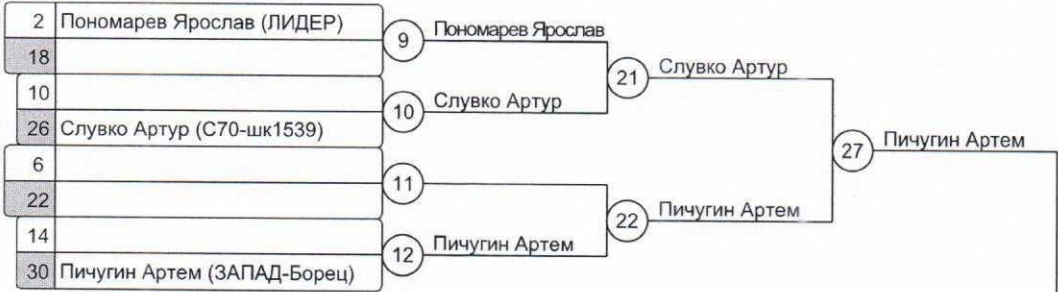 2 Пономарев Ярослав (ЛИДЕР)
9 Пономарев Ярослав
18
21 Слувко Артур
10
10 Слувко Артур
26 Слувко Артур (С70-шк1539)
27 Пичугин Артем
6
11
22
22 Пичугин Артем
14
12 Пичугин Артем
30 Пичугин Артем (ЗАПАД-Борец)